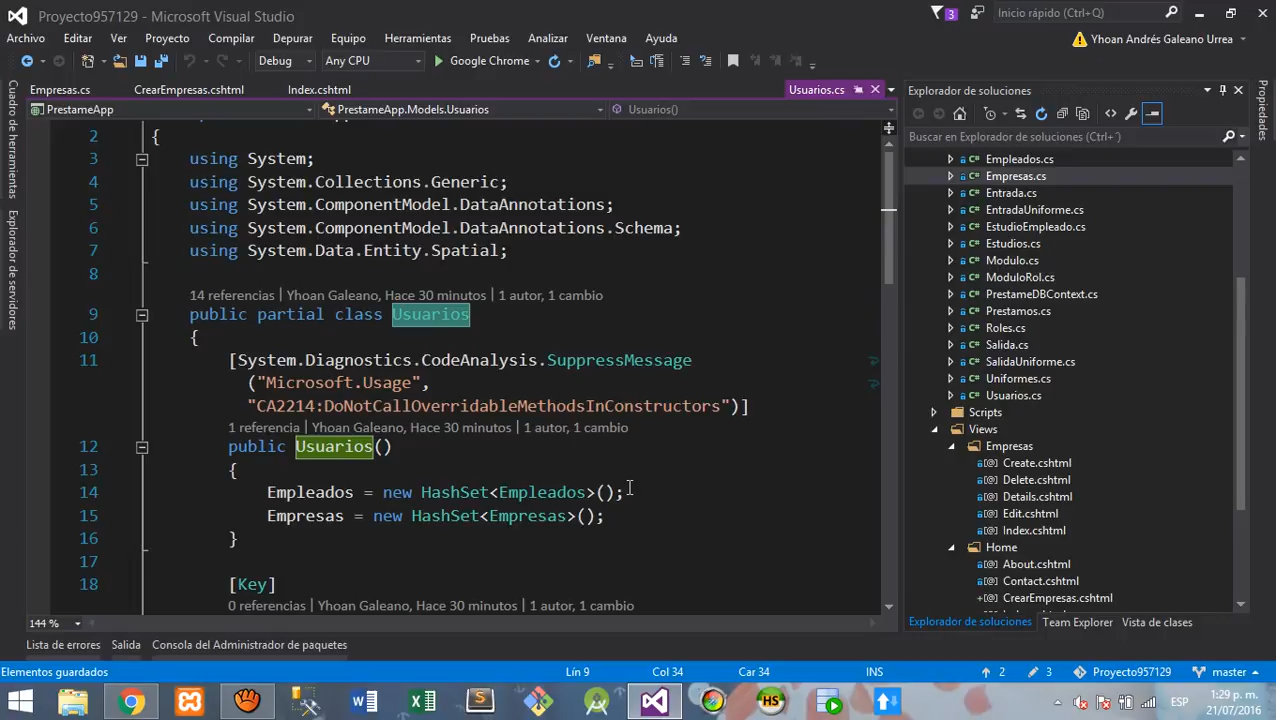 Proyecto957129 - Microsoft Visual Studio
3
Inicio rápido (Ctrl+Q)
Archivo Editar Ver Proyecto Compilar Depurar Equipo Herramientas Pruebas Analizar Ventana Ayuda
Yhoan Andrés Galeano Urrea
Debug Any CPU Google Chrome
Empresas.cs CrearEmpresas.cshtml Index.cshtml Usuarios.cs
PrestameApp PrestameApp.Models.Usuarios Usuarios()
Cuadro de herramientas
Explorador de servidores
2 {
3 using System;
4 using System.Collections.Generic;
5 using System.ComponentModel.DataAnnotations;
6 using System.ComponentModel.DataAnnotations.Schema;
7 using System.Data.Entity.Spatial;
8
14 referencias | Yhoan Galeano, Hace 30 minutos | 1 autor, 1 cambio
9 public partial class Usuarios
10 {
11 [System.Diagnostics.CodeAnalysis.SuppressMessage
("Microsoft.Usage",
"CA2214:DoNotCallOverridableMethodsInConstructors")]
1 referencia | Yhoan Galeano, Hace 30 minutos | 1 autor, 1 cambio
12 public Usuarios()
13 {
14 Empleados = new HashSet<Empleados>();
15 Empresas = new HashSet<Empresas>();
16 }
17
18 [Key]
0 referencias | Yhoan Galeano, Hace 30 minutos | 1 autor, 1 cambio
144 %
Explorador de soluciones
Buscar en Explorador de soluciones (Ctrl+´)
C# Empleados.cs
C# Empresas.cs
C# Entrada.cs
C# EntradaUniforme.cs
C# EstudioEmpleado.cs
C# Estudios.cs
C# Modulo.cs
C# ModuloRol.cs
C# PrestameDBContext.cs
C# Prestamos.cs
C# Roles.cs
C# Salida.cs
C# SalidaUniforme.cs
C# Uniformes.cs
C# Usuarios.cs
Scripts
Views
Empresas
[@] Create.cshtml
[@] Delete.cshtml
[@] Details.cshtml
[@] Edit.cshtml
[@] Index.cshtml
Home
[@] About.cshtml
[@] Contact.cshtml
+[@] CrearEmpresas.cshtml
Explorador de soluciones Team Explorer Vista de clases
Propiedades
Lista de errores Salida Consola del Administrador de paquetes
Elementos guardados Lín 9 Col 34 Car 34 INS 2 3 Proyecto957129 master
HS
ESP
1:29 p. m.
21/07/2016